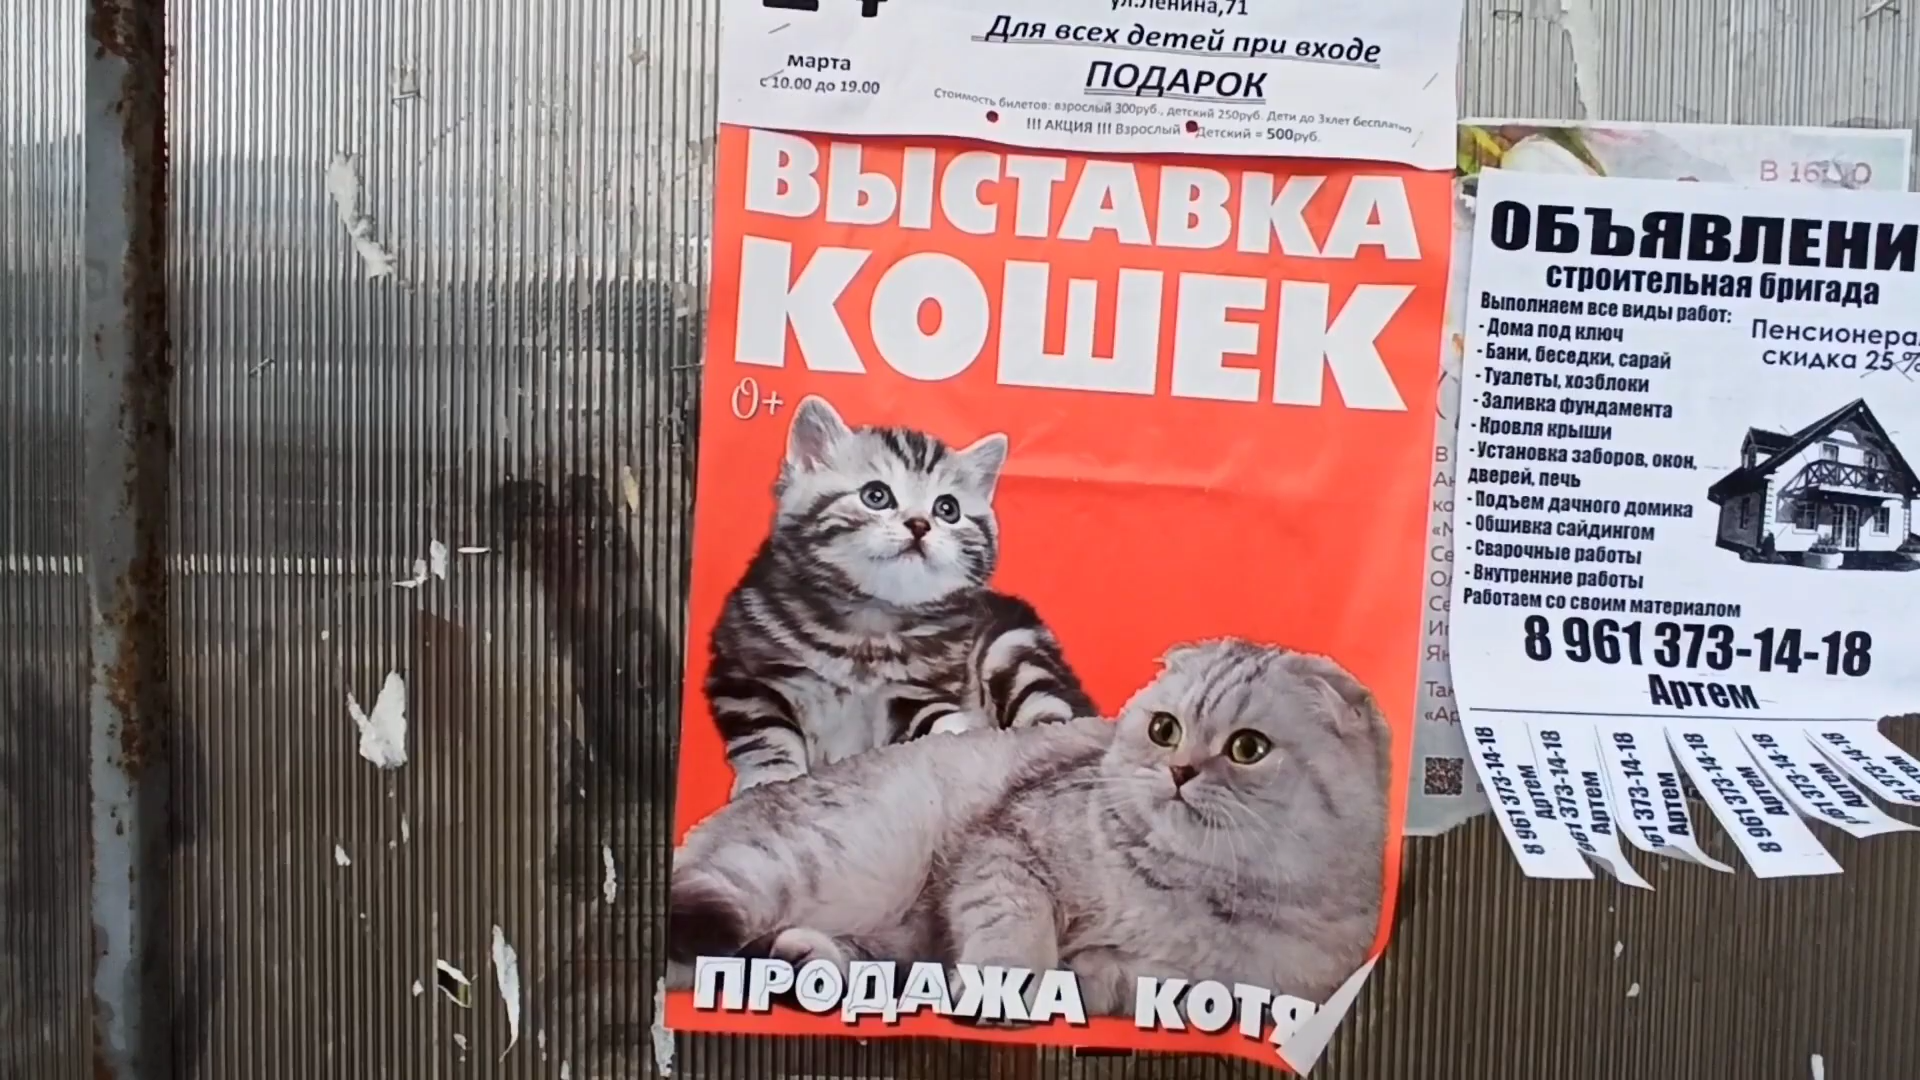 ул.Ленина,71
Для всех детей при входе
ПОДАРОК
марта
с 10.00 до 19.00
Стоимость билетов: взрослый 300руб., детский 250руб. Дети до 3хлет бесплатно
!!! АКЦИЯ !!! Взрослый Детский = 500руб.
ВЫСТАВКА
КОШЕК
0+
ПРОДАЖА КОТЯ
В 16:00
ОБЪЯВЛЕНИ
строительная бригада
Выполняем все виды работ:
- Дома под ключ
- Бани, беседки, сарай
- Туалеты, хозблоки
- Заливка фундамента
- Кровля крыши
- Установка заборов, окон,
дверей, печь
- Подъем дачного домика
- Обшивка сайдингом
- Сварочные работы
- Внутренние работы
Работаем со своим материалом
Пенсионера
скидка 25 %
8 961 373-14-18
Артем
8 961 373-14-18
Артем
961 373-14-18
Артем
961 373-14-18
Артем
8 961 373-14-18
Артем
961 373-14-18
Артем
61 373-14-18